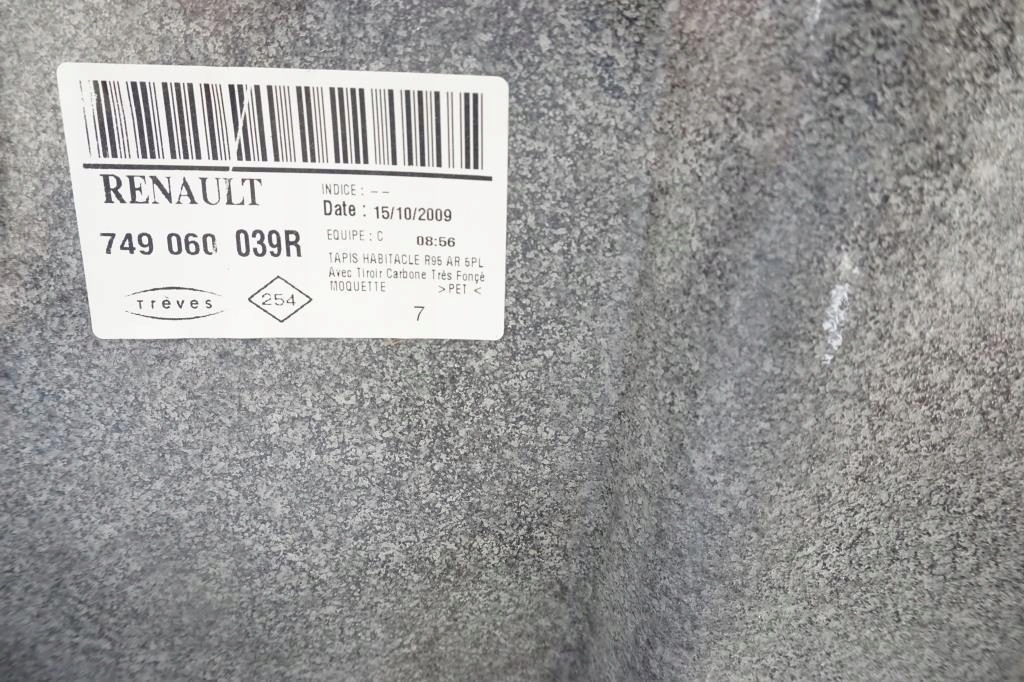 RENAULT
749 060 039R
Trèves
254
INDICE : --
Date : 15/10/2009
EQUIPE : C 08:56
TAPIS HABITACLE R95 AR 5PL
Avec Tiroir Carbone Très Fonçè
MOQUETTE >PET <
7